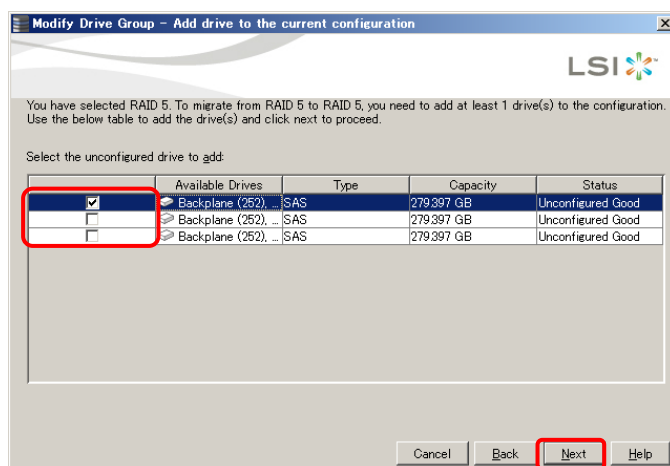 Modify Drive Group - Add drive to the current configuration
LSI
You have selected RAID 5. To migrate from RAID 5 to RAID 5, you need to add at least 1 drive(s) to the configuration.
Use the below table to add the drive(s) and click next to proceed.
Select the unconfigured drive to add:
Available Drives Type Capacity Status
Backplane (252), ... SAS 279.397 GB Unconfigured Good
Backplane (252), ... SAS 279.397 GB Unconfigured Good
Backplane (252), ... SAS 279.397 GB Unconfigured Good
Cancel Back Next Help